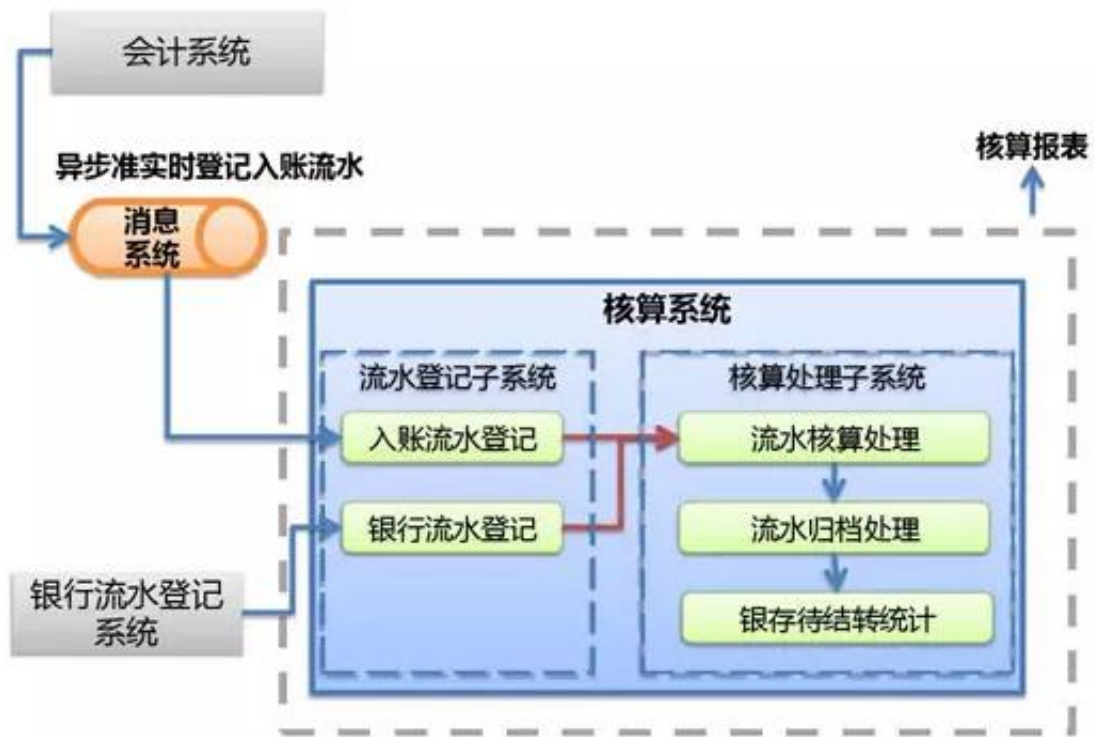 会计系统
异步准实时登记入账流水
核算报表
消息
系统
核算系统
流水登记子系统
核算处理子系统
入账流水登记
流水核算处理
银行流水登记
流水归档处理
银行流水登记
系统
银存待结转统计